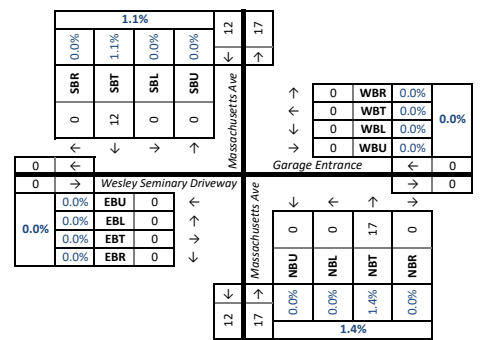 1.1%
0.0% 1.1% 0.0% 0.0%
SBR SBT SBL SBU
0 12 0 0
← ↓ → ↑
12 17
↓ ↑
Massachusetts Ave
↑ 0 WBR 0.0%
← 0 WBT 0.0%
↓ 0 WBL 0.0%
→ 0 WBU 0.0%
0.0%
Garage Entrance
← 0
→ 0
0 ←
0 →
Wesley Seminary Driveway
0.0%
0.0% EBU 0 ←
0.0% EBL 0 ↑
0.0% EBT 0 →
0.0% EBR 0 ↓
Massachusetts Ave
↓ ← ↑ →
0 0 17 0
NBU NBL NBT NBR
0.0% 0.0% 1.4% 0.0%
1.4%
↓ ↑
12 17